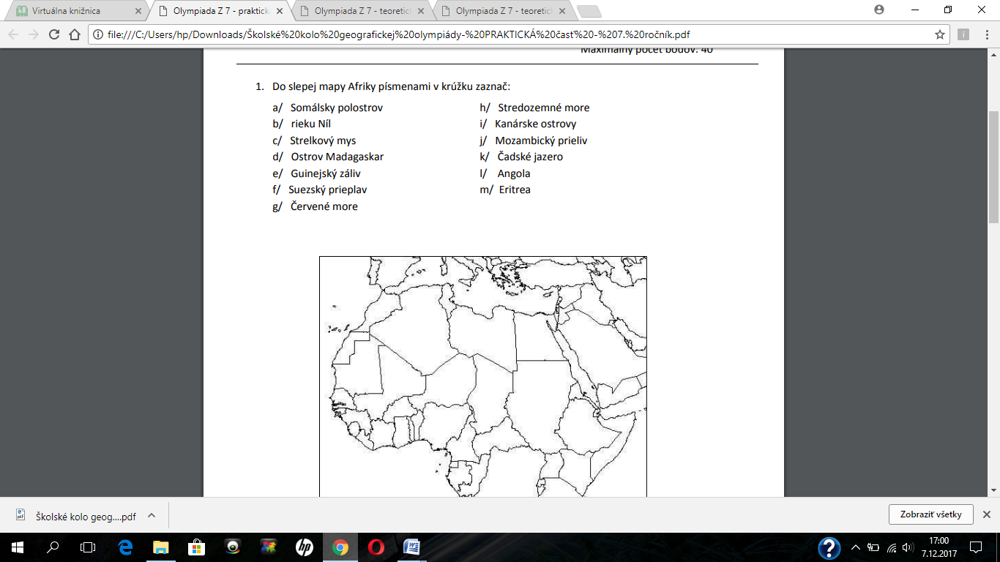 Virtuálna knižnica
Olympiada Z 7 - praktick
Olympiada Z 7 - teoretic
Olympiada Z 7 - teoretic
file:///C:/Users/hp/Downloads/Školské%20kolo%20geografickej%20olympiády-%20PRAKTICKÁ%20časť%20-%207.%20ročník.pdf
Maximálny počet bodov: 40
1. Do slepej mapy Afriky písmenami v krúžku zaznač:
a/ Somálsky polostrov
b/ rieku Níl
c/ Strelkový mys
d/ Ostrov Madagaskar
e/ Guinejský záliv
f/ Suezský prieplav
g/ Červené more
h/ Stredozemné more
i/ Kanárske ostrovy
j/ Mozambický prieliv
k/ Čadské jazero
l/ Angola
m/ Eritrea
Školské kolo geog....pdf
Zobraziť všetky
17:00
7.12.2017